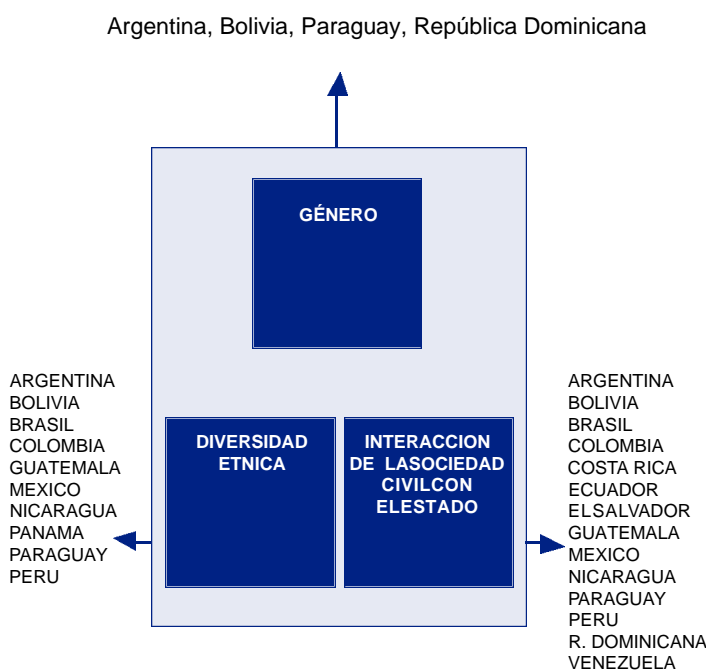 Argentina, Bolivia, Paraguay, República Dominicana
GÉNERO
ARGENTINA
BOLIVIA
BRASIL
COLOMBIA
GUATEMALA
MEXICO
NICARAGUA
PANAMA
PARAGUAY
PERU
DIVERSIDAD
ETNICA
INTERACCION
DE LASOCIEDAD
CIVILCON
ELESTADO
ARGENTINA
BOLIVIA
BRASIL
COLOMBIA
COSTA RICA
ECUADOR
ELSALVADOR
GUATEMALA
MEXICO
NICARAGUA
PARAGUAY
PERU
R. DOMINICANA
VENEZUELA